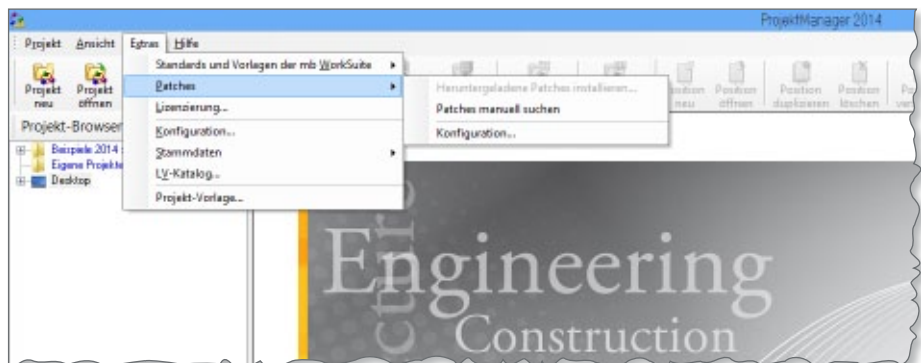 ProjektManager 2014
Projekt Ansicht Extras Hilfe
Projekt neu
Projekt öffnen
Position neu
Position öffnen
Position duplizieren
Position löschen
Standards und Vorlagen der mb WorkSuite
Patches
Lizenzierung...
Konfiguration...
Stammdaten
LV-Katalog...
Projekt-Vorlage...
Heruntergeladene Patches installieren...
Patches manuell suchen
Konfiguration...
Projekt-Browser
Beispiele 2014
Eigene Projekte
Desktop
cture
Engineering
Construction